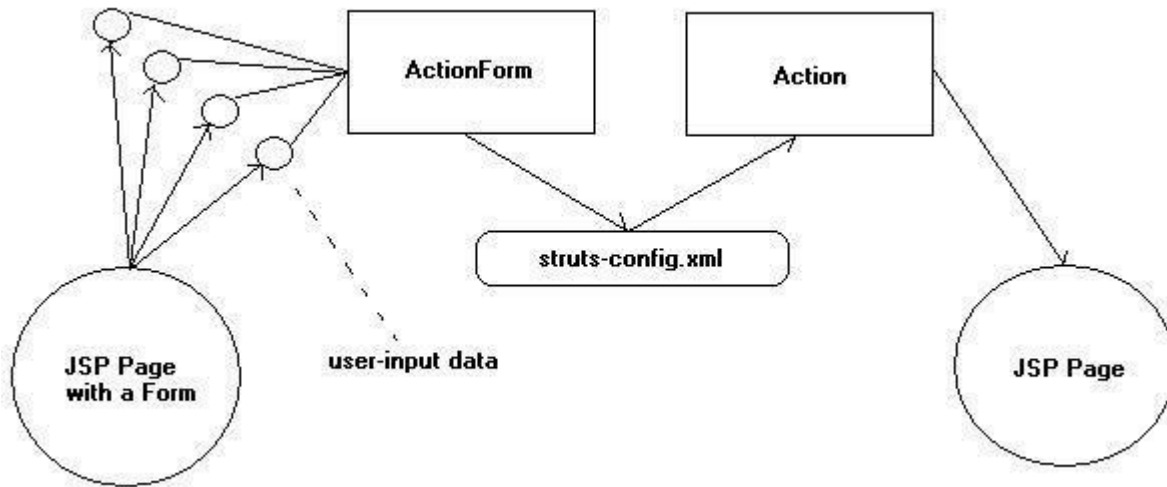 ActionForm
Action
struts-config.xml
user-input data
JSP Page
with a Form
JSP Page